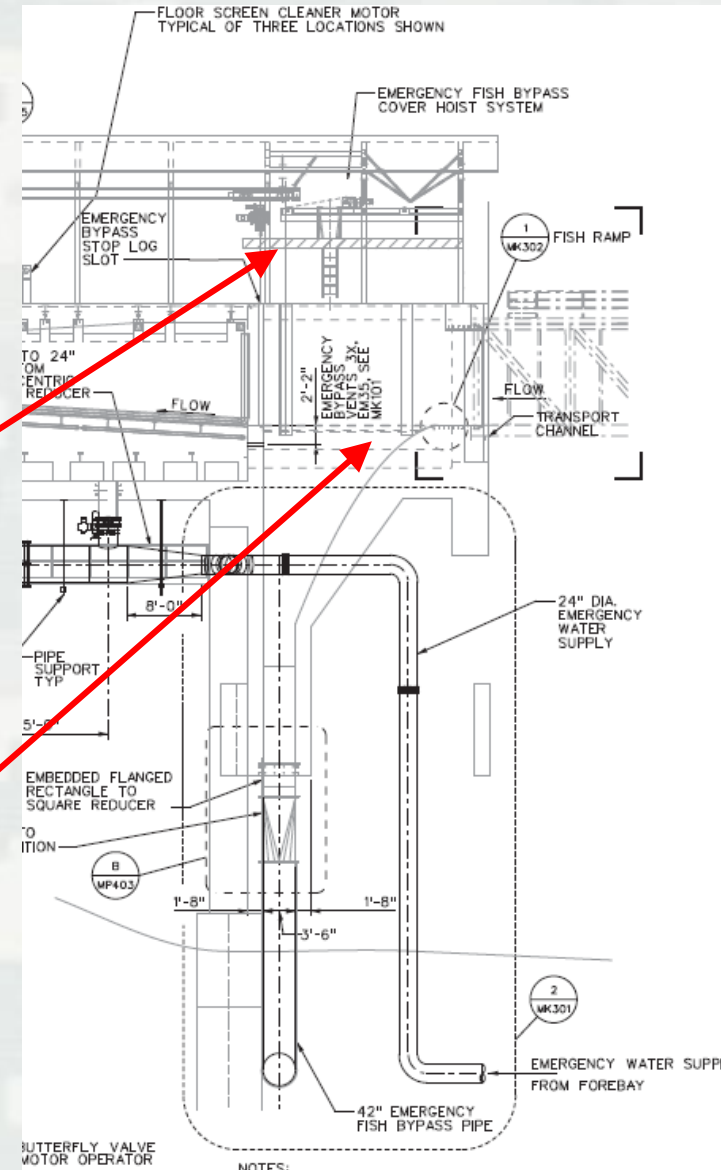 FLOOR SCREEN CLEANER MOTOR
TYPICAL OF THREE LOCATIONS SHOWN
EMERGENCY FISH BYPASS
COVER HOIST SYSTEM
EMERGENCY
BYPASS
STOP LOG
SLOT
1
MK302
FISH RAMP
TO 24"
REDUCER
FLOW
2'-2"
EMERGENCY
BYPASS
VENTS 3X,
EM35, SEE
MK101
FLOW
TRANSPORT
CHANNEL
8'-0"
PIPE
SUPPORT
TYP
24" DIA.
EMERGENCY
WATER
SUPPLY
EMBEDDED FLANGED
RECTANGLE TO
SQUARE REDUCER
TO
ITION
B
MP403
1'-8"
1'-8"
3'-6"
2
MK301
EMERGENCY WATER SUPP
FROM FOREBAY
42" EMERGENCY
FISH BYPASS PIPE
BUTTERFLY VALVE
MOTOR OPERATOR
NOTES: